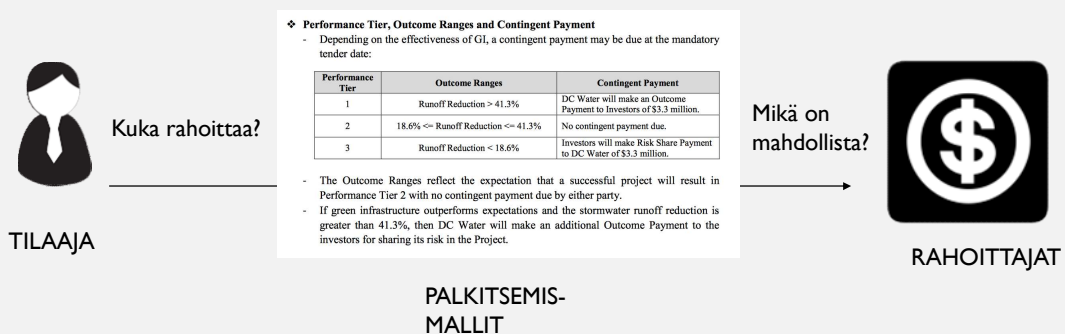 ❖ Performance Tier, Outcome Ranges and Contingent Payment
- Depending on the effectiveness of GI, a contingent payment may be due at the mandatory
tender date:
Performance
Tier
Outcome Ranges
Contingent Payment
1
Runoff Reduction > 41.3%
DC Water will make an Outcome
Payment to Investors of $3.3 million.
2
18.6% <= Runoff Reduction <= 41.3%
No contingent payment due.
3
Runoff Reduction < 18.6%
Investors will make Risk Share Payment
to DC Water of $3.3 million.
- The Outcome Ranges reflect the expectation that a successful project will result in
Performance Tier 2 with no contingent payment due by either party.
- If green infrastructure outperforms expectations and the stormwater runoff reduction is
greater than 41.3%, then DC Water will make an additional Outcome Payment to the
investors for sharing its risk in the Project.
Kuka rahoittaa?
Mikä on
mahdollista?
$
TILAAJA
RAHOITTAJAT
PALKITSEMIS-
MALLIT